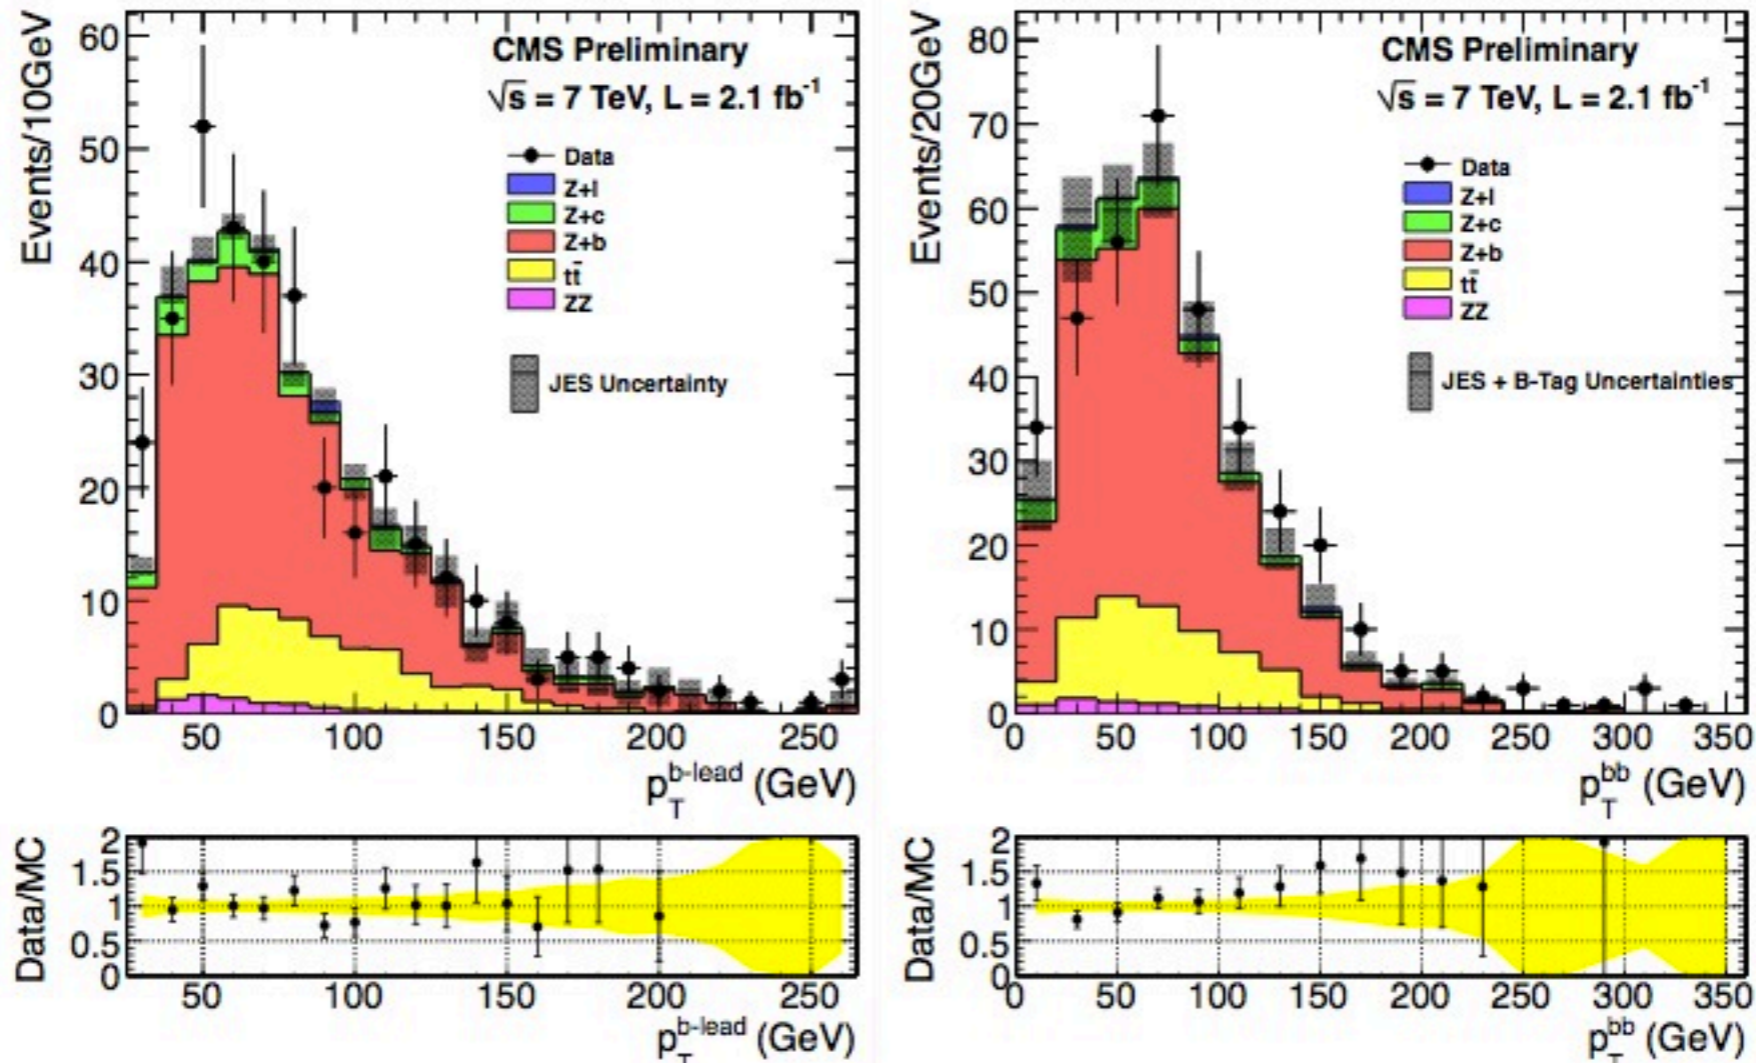 Events/10GeV
60
50
40
30
20
10
0
CMS Preliminary
√s = 7 TeV, L = 2.1 fb-1
Data
Z+l
Z+c
Z+b
tt̄
ZZ
JES Uncertainty
50 100 150 200 250
p_T^b-lead (GeV)
Data/MC
2
1.5
1
0.5
0
50 100 150 200 250
p_T^b-lead (GeV)
Events/20GeV
80
70
60
50
40
30
20
10
0
CMS Preliminary
√s = 7 TeV, L = 2.1 fb-1
Data
Z+l
Z+c
Z+b
tt̄
ZZ
JES + B-Tag Uncertainties
0 50 100 150 200 250 300 350
p_T^bb (GeV)
Data/MC
2
1.5
1
0.5
0
0 50 100 150 200 250 300 350
p_T^bb (GeV)